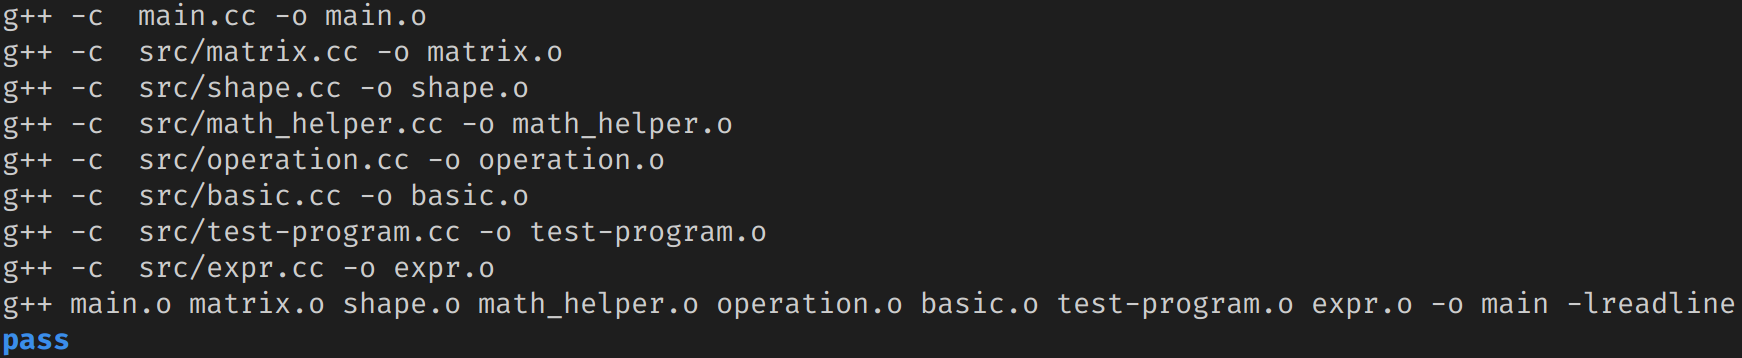 g++ -c  main.cc -o main.o
g++ -c  src/matrix.cc -o matrix.o
g++ -c  src/shape.cc -o shape.o
g++ -c  src/math_helper.cc -o math_helper.o
g++ -c  src/operation.cc -o operation.o
g++ -c  src/basic.cc -o basic.o
g++ -c  src/test-program.cc -o test-program.o
g++ -c  src/expr.cc -o expr.o
g++ main.o matrix.o shape.o math_helper.o operation.o basic.o test-program.o expr.o -o main -lreadline
pass